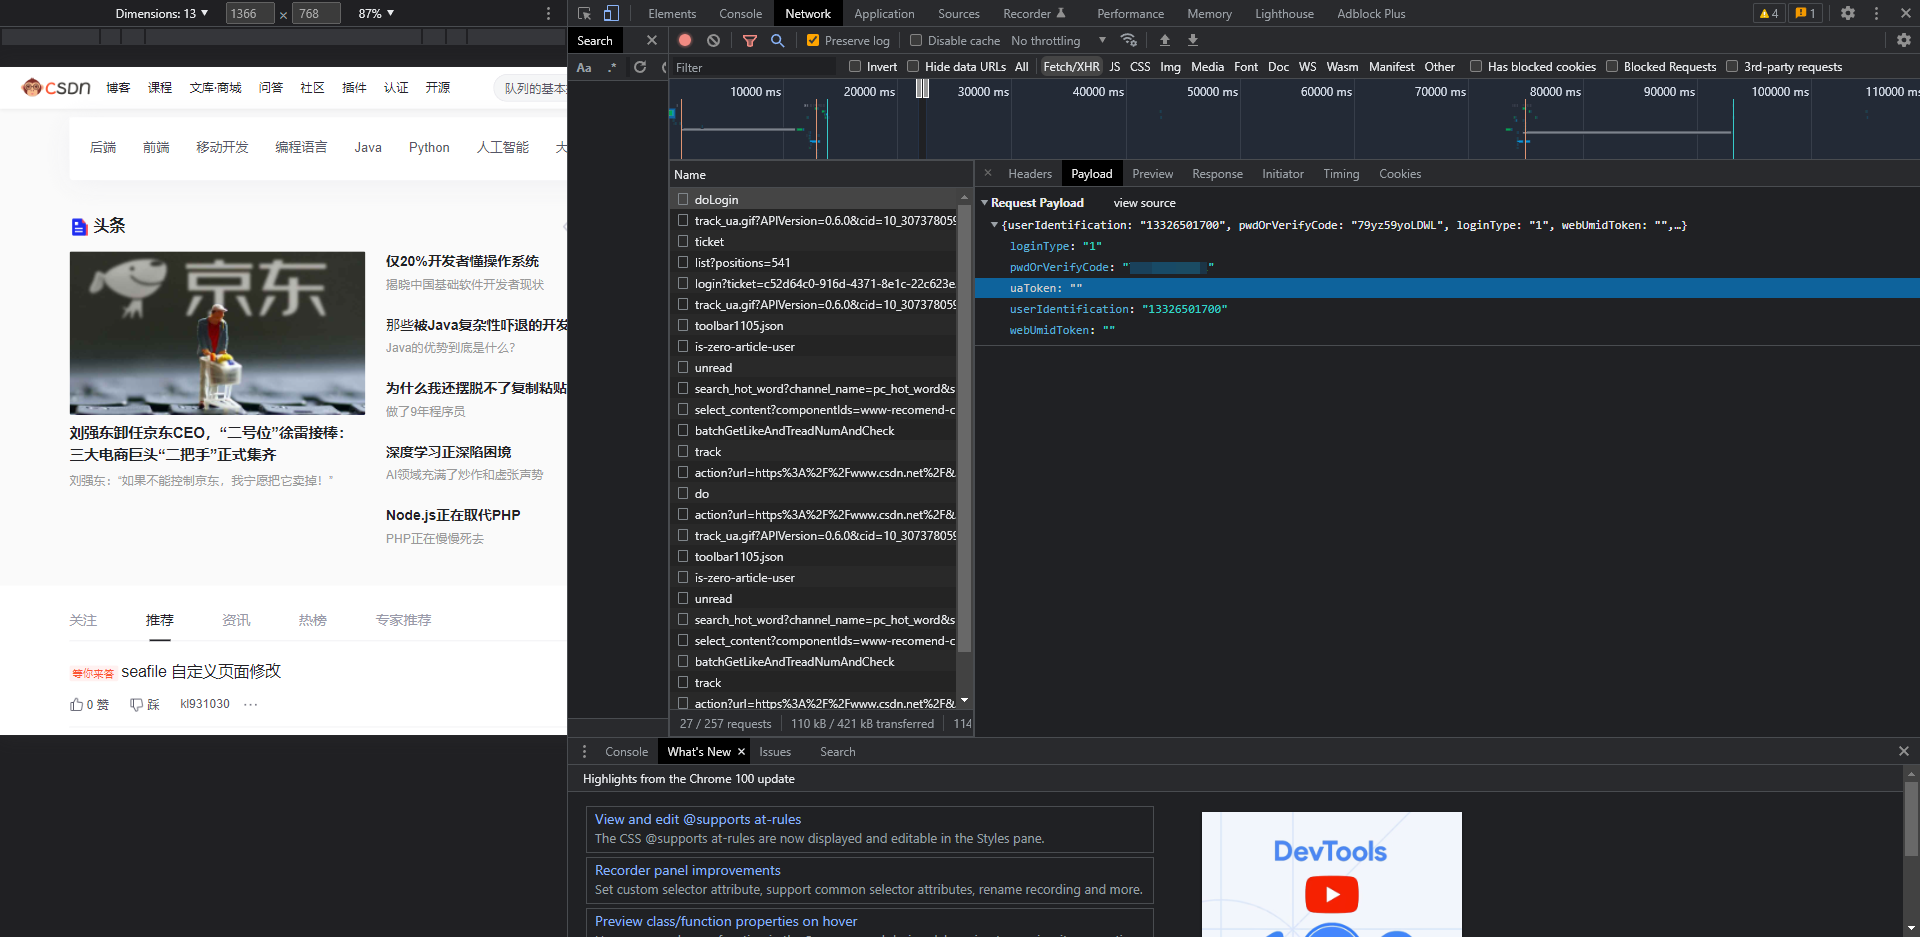 Dimensions: 13 ▼ 1366 × 768 87% ▼
Elements Console Network Application Sources Recorder Performance Memory Lighthouse Adblock Plus 4 1
Search
Preserve log Disable cache No throttling
Aa .*
Filter Invert Hide data URLs All Fetch/XHR JS CSS Img Media Font Doc WS Wasm Manifest Other Has blocked cookies Blocked Requests 3rd-party requests
10000 ms 20000 ms 30000 ms 40000 ms 50000 ms 60000 ms 70000 ms 80000 ms 90000 ms 100000 ms 110000 ms
CSDN 博客 课程 文库·商城 问答 社区 插件 认证 开源 队列的基本
后端 前端 移动开发 编程语言 Java Python 人工智能 大
头条
京东
刘强东卸任京东CEO，“二号位”徐雷接棒：
三大电商巨头“二把手”正式集齐
刘强东：“如果不能控制京东，我宁愿把它卖掉！”
仅20%开发者懂操作系统
揭晓中国基础软件开发者现状
那些被Java复杂性吓退的开发
Java的优势到底是什么？
为什么我还摆脱不了复制粘贴
做了9年程序员
深度学习正深陷困境
AI领域充满了炒作和虚张声势
Node.js正在取代PHP
PHP正在慢慢死去
关注 推荐 资讯 热榜 专家推荐
等你来答 seafile 自定义页面修改
0 赞 踩 kl931030 ···
Name
doLogin
track_ua.gif?APIVersion=0.6.0&cid=10_307378059
ticket
list?positions=541
login?ticket=c52d64c0-916d-4371-8e1c-22c623e
track_ua.gif?APIVersion=0.6.0&cid=10_307378059
toolbar1105.json
is-zero-article-user
unread
search_hot_word?channel_name=pc_hot_word&s
select_content?componentIds=www-recomend-c
batchGetLikeAndTreadNumAndCheck
track
action?url=https%3A%2F%2Fwww.csdn.net%2F&
do
action?url=https%3A%2F%2Fwww.csdn.net%2F&
track_ua.gif?APIVersion=0.6.0&cid=10_307378059
toolbar1105.json
is-zero-article-user
unread
search_hot_word?channel_name=pc_hot_word&s
select_content?componentIds=www-recomend-c
batchGetLikeAndTreadNumAndCheck
track
action?url=https%3A%2F%2Fwww.csdn.net%2F&
27 / 257 requests 110 kB / 421 kB transferred 114
Headers Payload Preview Response Initiator Timing Cookies
Request Payload view source
{userIdentification: "13326501700", pwdOrVerifyCode: "79yz59yoLDWL", loginType: "1", webUmidToken: "",…}
loginType: "1"
pwdOrVerifyCode: " "
uaToken: ""
userIdentification: "13326501700"
webUmidToken: ""
Console What's New Issues Search
Highlights from the Chrome 100 update
View and edit @supports at-rules
The CSS @supports at-rules are now displayed and editable in the Styles pane.
Recorder panel improvements
Set custom selector attribute, support common selector attributes, rename recording and more.
Preview class/function properties on hover
DevTools